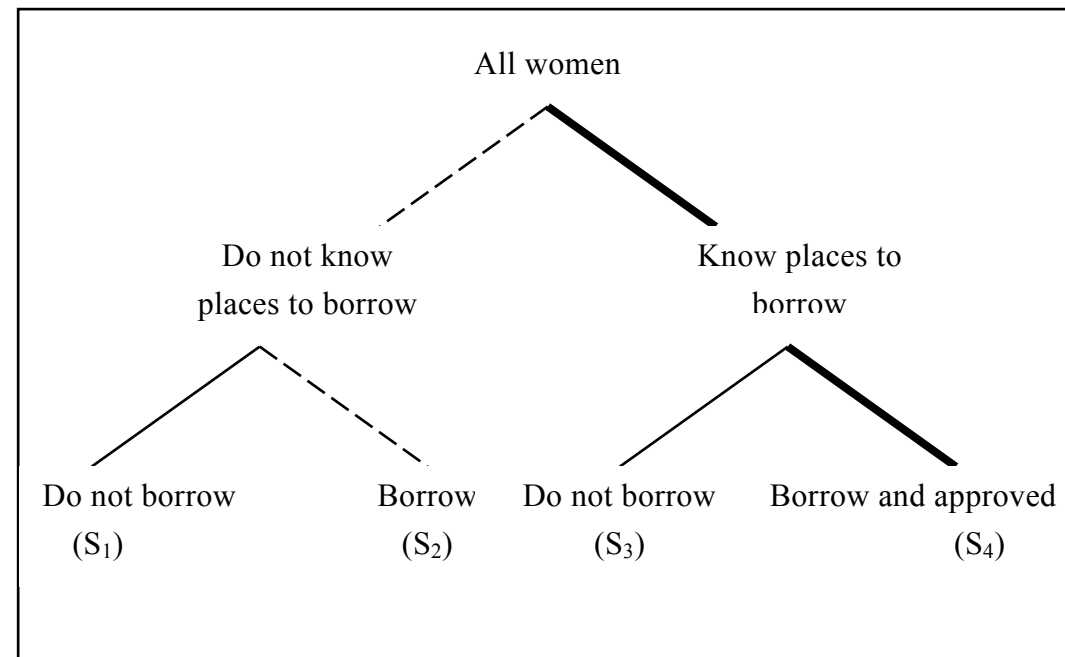 All women
Do not know
places to borrow
Know places to
borrow
Do not borrow
(S₁)
Borrow
(S₂)
Do not borrow
(S₃)
Borrow and approved
(S₄)